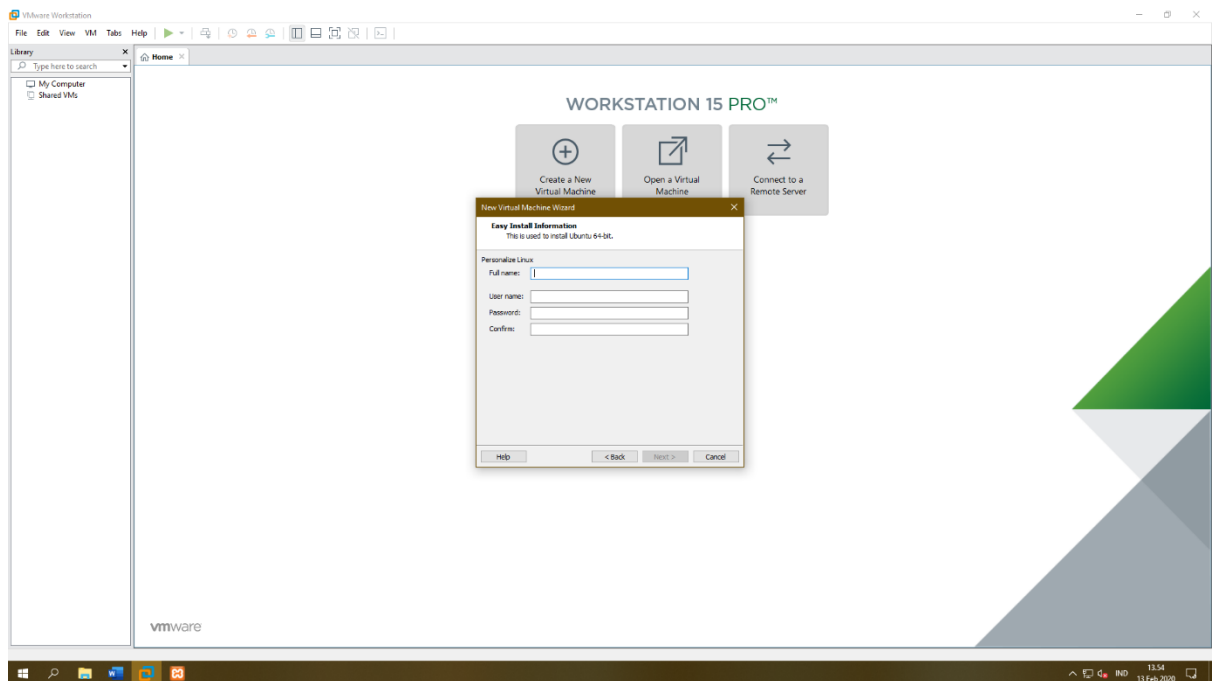 VMware Workstation
File Edit View VM Tabs Help
Library
Home
Type here to search
My Computer
Shared VMs
WORKSTATION 15 PRO™
Create a New
Virtual Machine
Open a Virtual
Machine
Connect to a
Remote Server
New Virtual Machine Wizard
Easy Install Information
This is used to install Ubuntu 64-bit.
Personalize Linux
Full name:
User name:
Password:
Confirm:
Help
< Back
Next >
Cancel
vmware
IND
13.54
13 Feb 2020